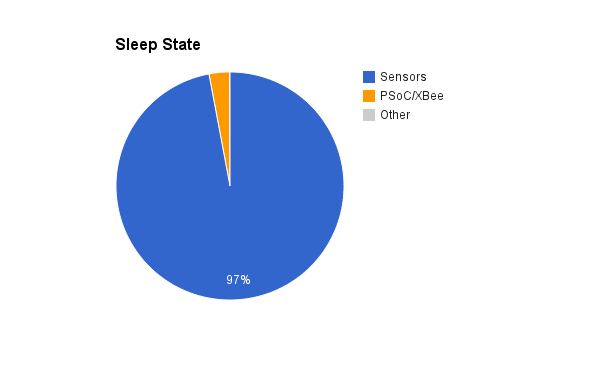 Sleep State
Sensors
PSoC/XBee
Other
97%